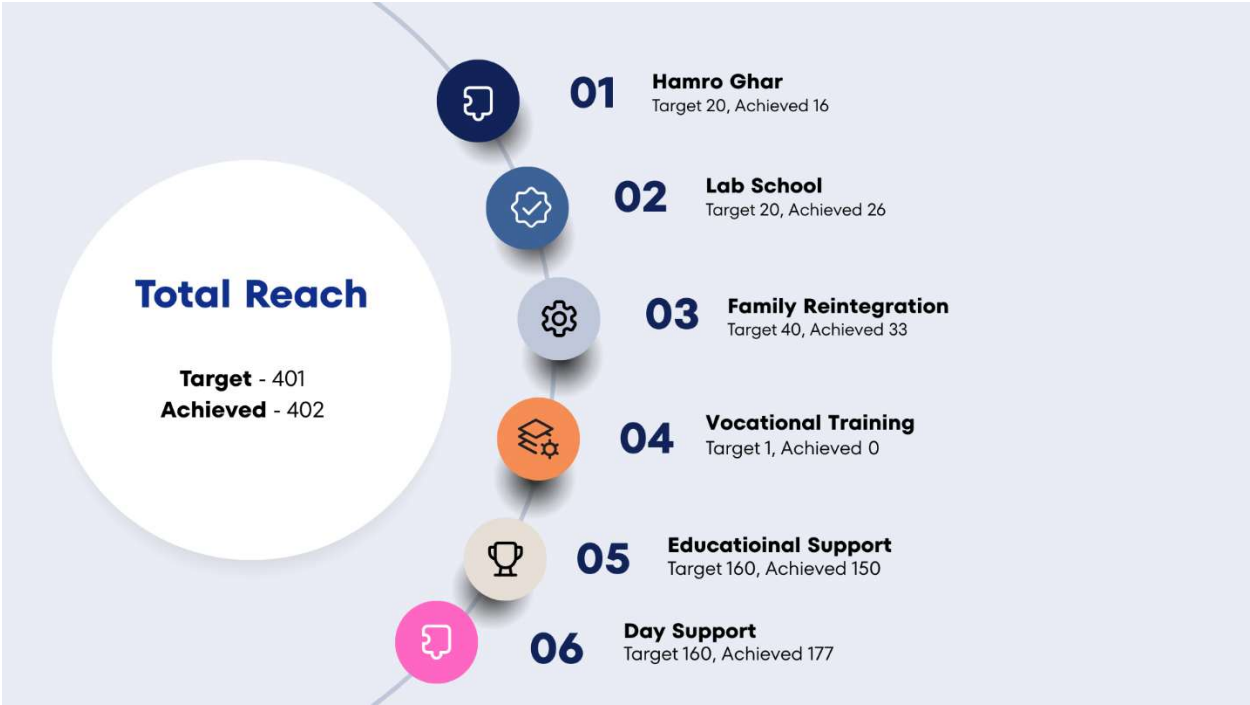 Total Reach
Target - 401
Achieved - 402
01
Hamro Ghar
Target 20, Achieved 16
02
Lab School
Target 20, Achieved 26
03
Family Reintegration
Target 40, Achieved 33
04
Vocational Training
Target 1, Achieved 0
05
Educatioinal Support
Target 160, Achieved 150
06
Day Support
Target 160, Achieved 177